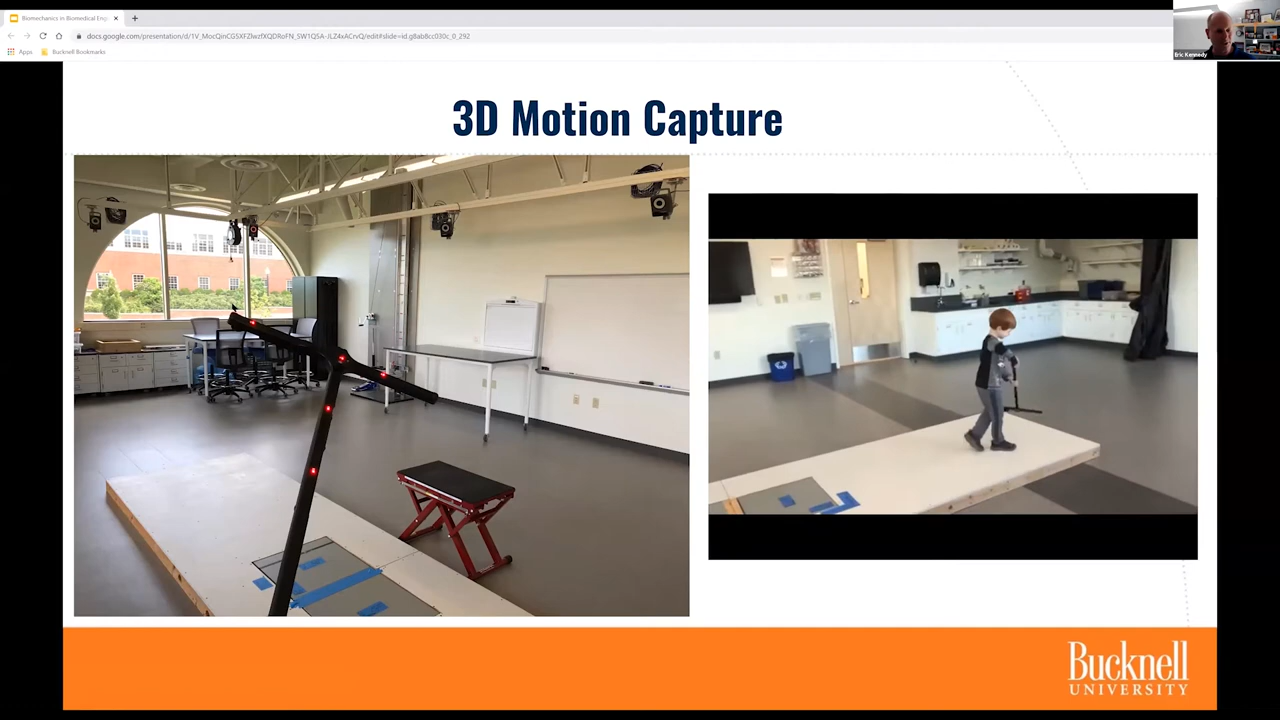 Biomechanics in Biomedical Eng
docs.google.com/presentation/d/1V_MocQinCGSXFZlwzfXQDRoFN_SW1QSA-JLZ4xACrvQ/edit#slide=id.g8ab8cc030c_0_292
Apps
Bucknell Bookmarks
Eric Kennedy
3D Motion Capture
Bucknell
UNIVERSITY